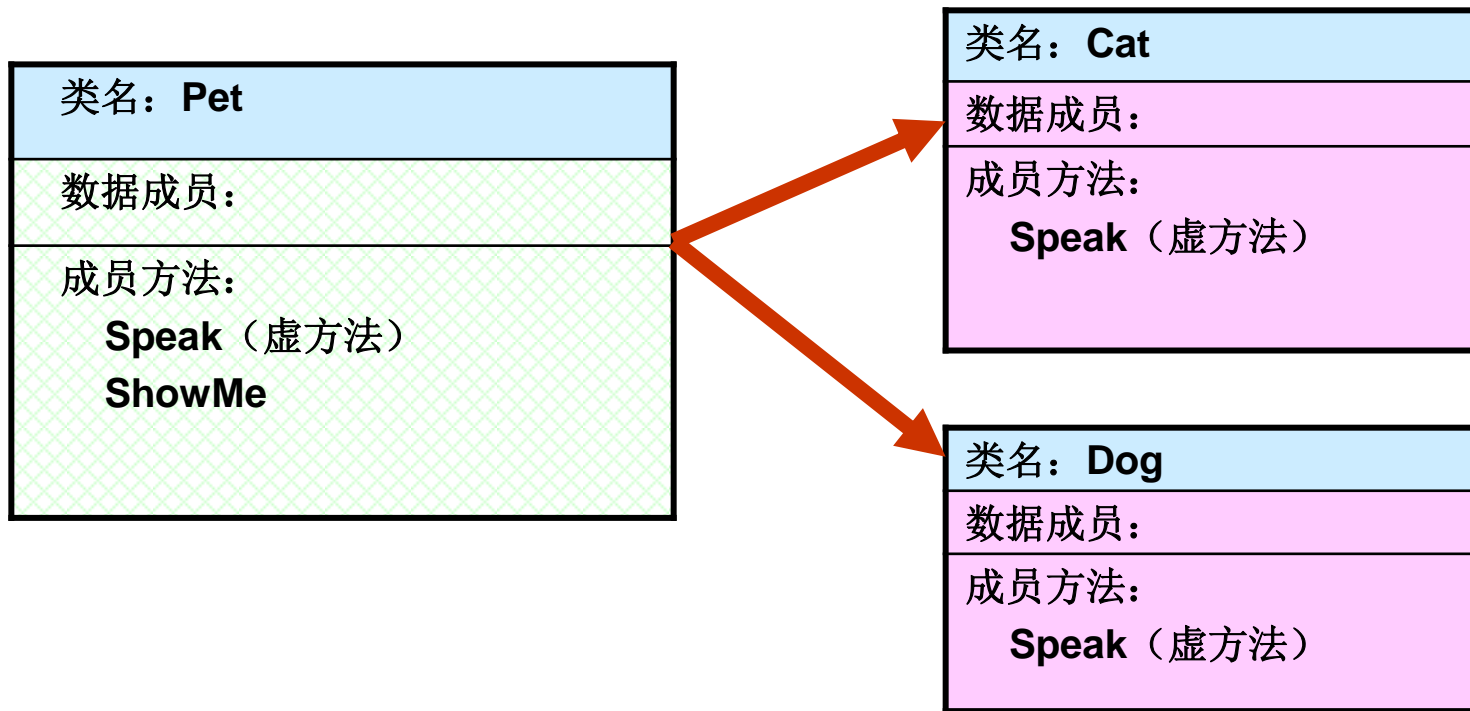 类名：Pet
数据成员：
成员方法：
Speak（虚方法）
ShowMe
类名：Cat
数据成员：
成员方法：
Speak（虚方法）
类名：Dog
数据成员：
成员方法：
Speak（虚方法）